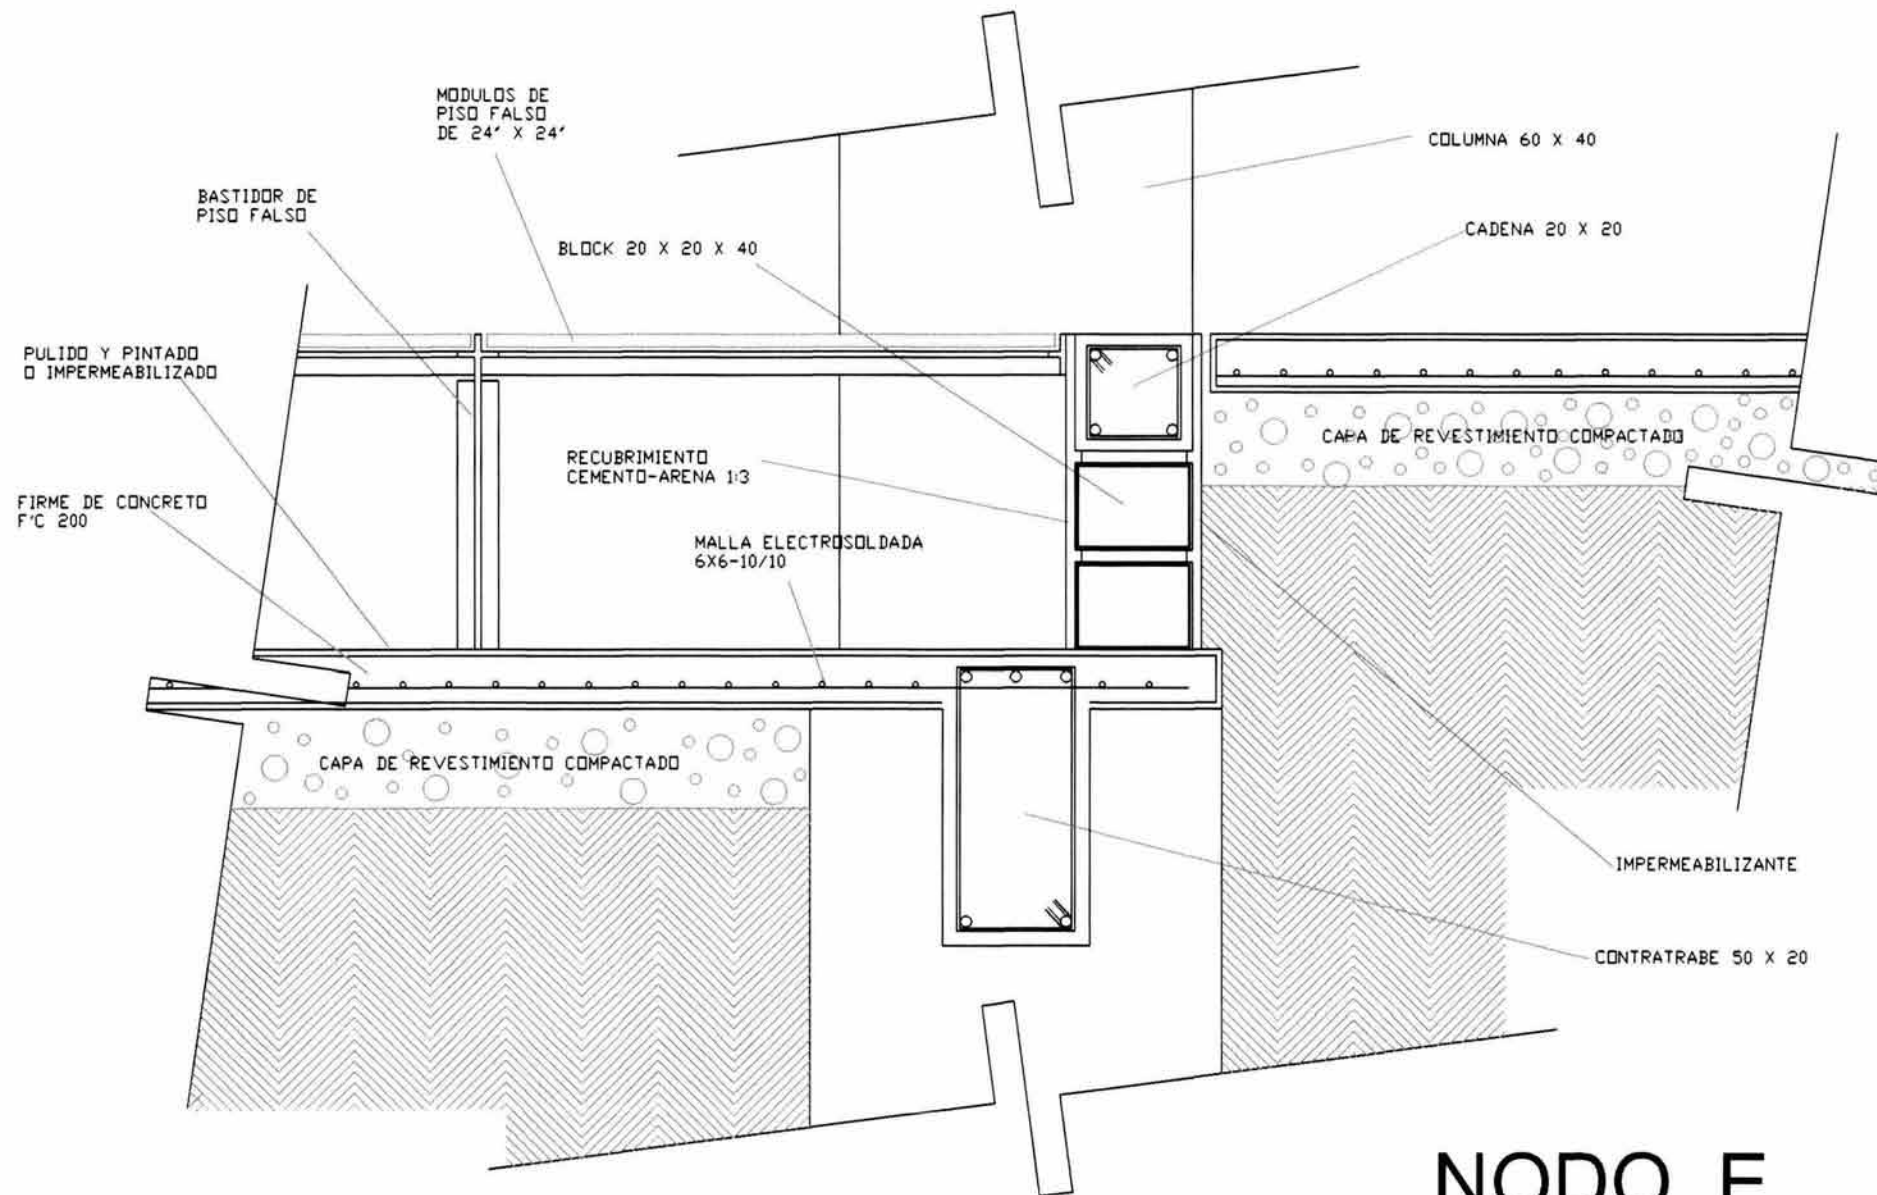 MODULOS DE
PISO FALSO
DE 24" X 24"
COLUMNA 60 X 40
BASTIDOR DE
PISO FALSO
CADENA 20 X 20
BLOCK 20 X 20 X 40
PULIDO Y PINTADO
O IMPERMEABILIZADO
CAPA DE REVESTIMIENTO COMPACTADO
RECUBRIMIENTO
CEMENTO-ARENA 1:3
FIRME DE CONCRETO
F'C 200
MALLA ELECTROSOLDADA
6X6-10/10
CAPA DE REVESTIMIENTO COMPACTADO
IMPERMEABILIZANTE
CONTRATRABE 50 X 20
NODO E